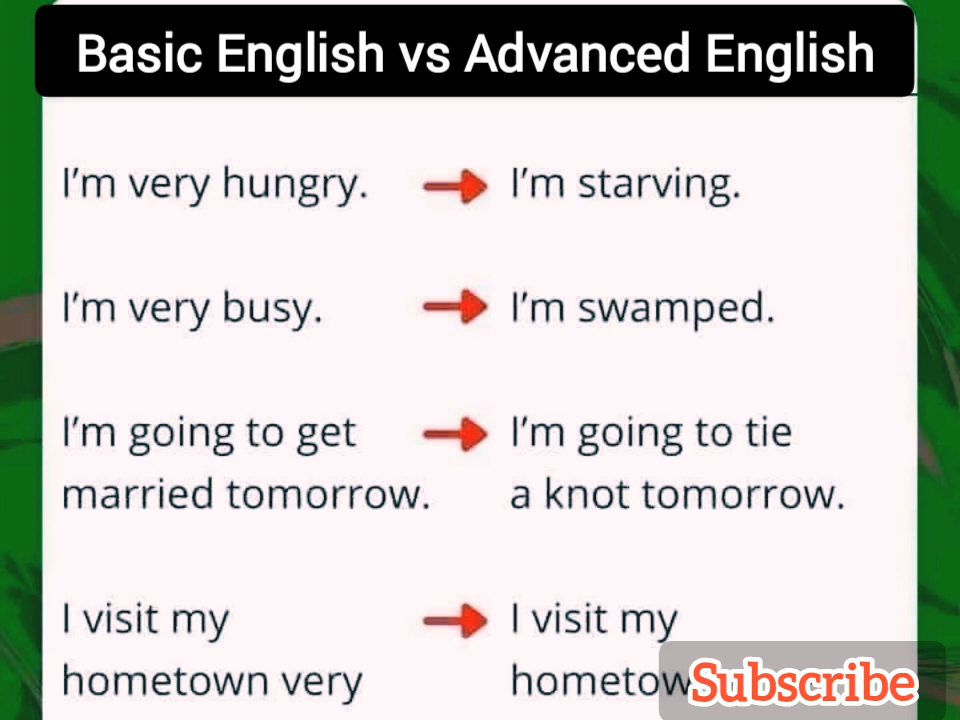 Basic English vs Advanced English
I'm very hungry. I'm starving.
I'm very busy. I'm swamped.
I'm going to get I'm going to tie
married tomorrow. a knot tomorrow.
I visit my I visit my
hometown very
Subscribe